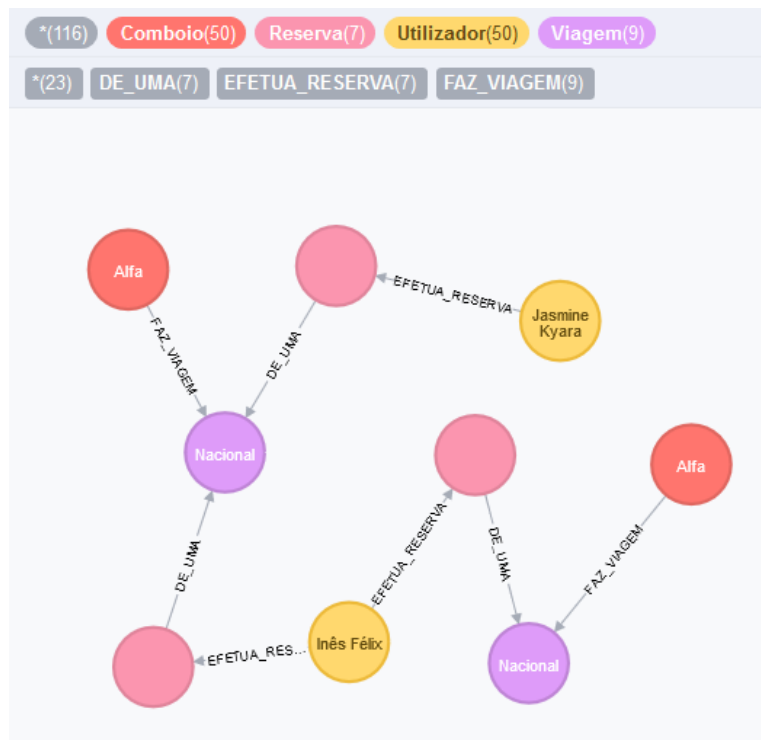 *(116) Comboio(50) Reserva(7) Utilizador(50) Viagem(9)
*(23) DE_UMA(7) EFETUA_RESERVA(7) FAZ_VIAGEM(9)
Alfa
EFETUA_RESERVA
Jasmine
Kyara
FAZ_VIAGEM
DE_UMA
Nacional
Alfa
EFETUA_RESERVA
DE_UMA
FAZ_VIAGEM
DE_UMA
Inês Félix
EFETUA_RES...
Nacional